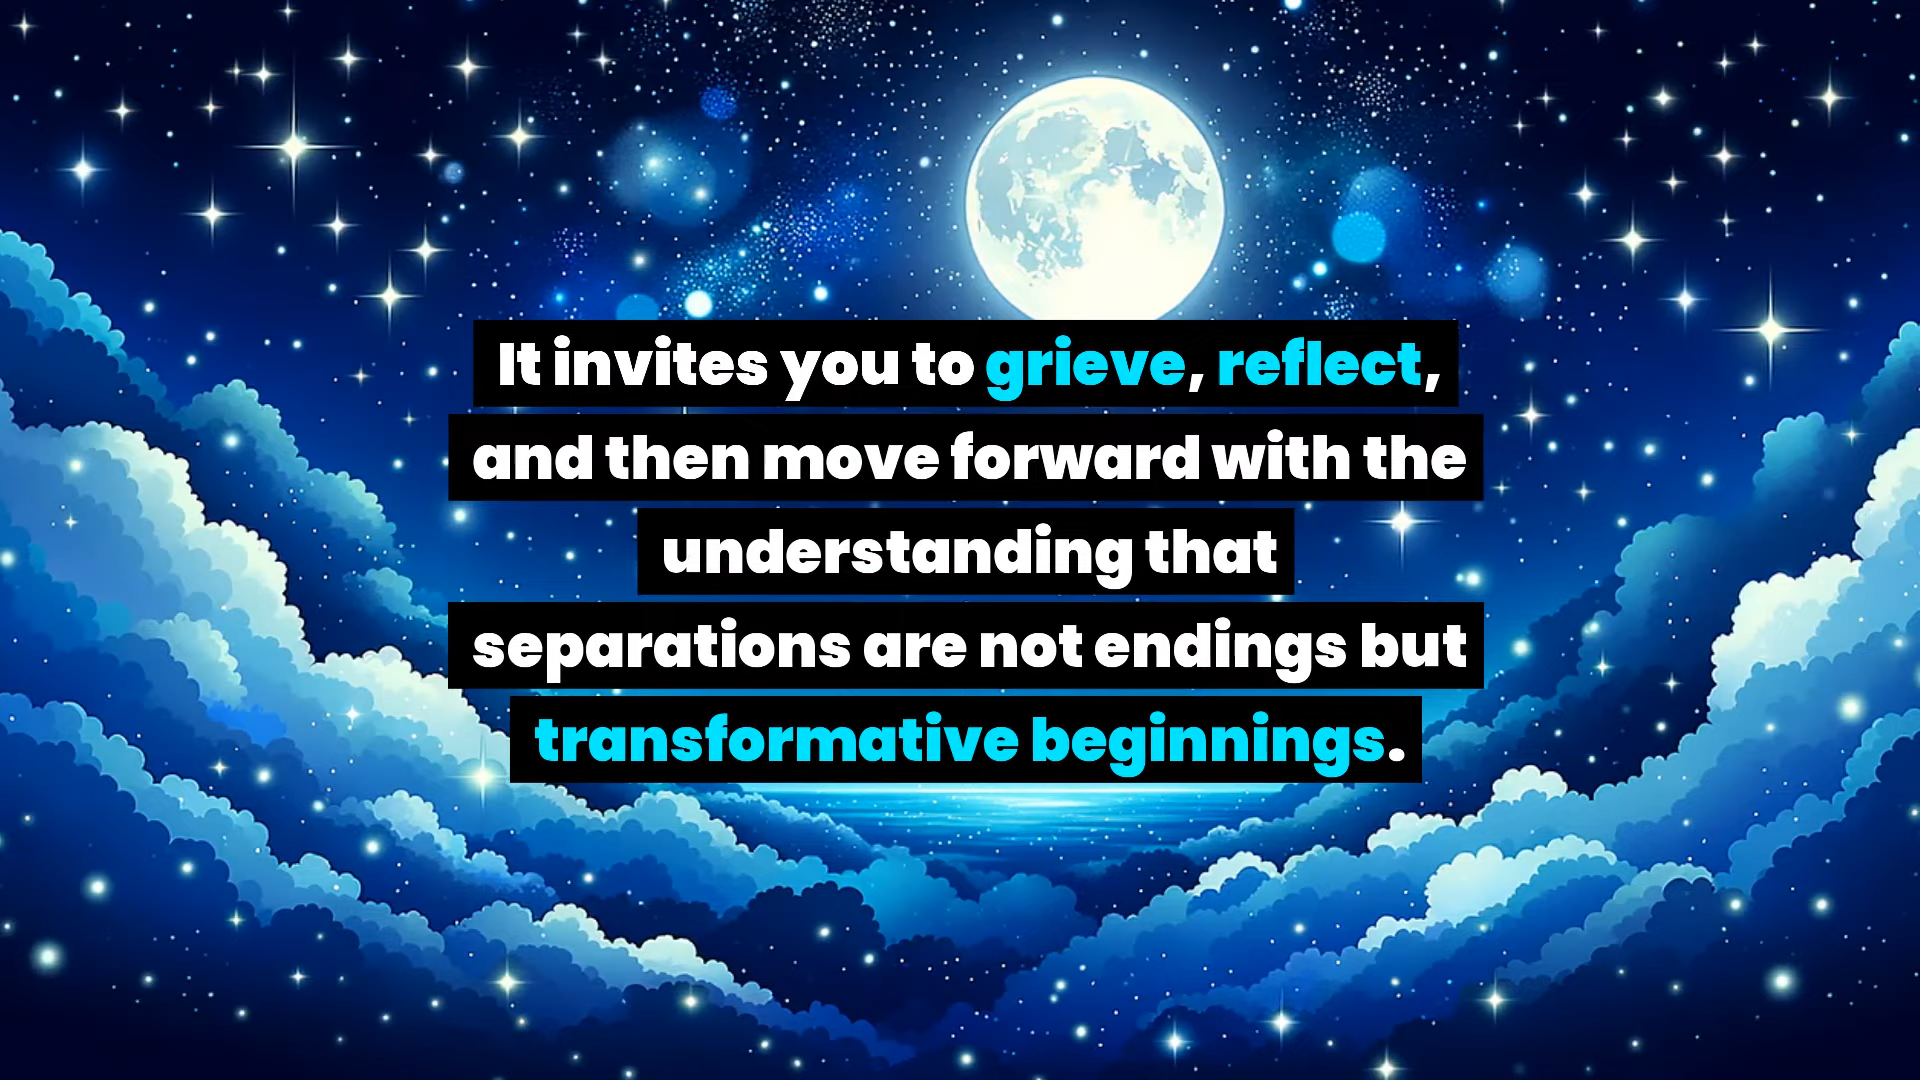 It invites you to grieve, reflect,
and then move forward with the
understanding that
separations are not endings but
transformative beginnings.